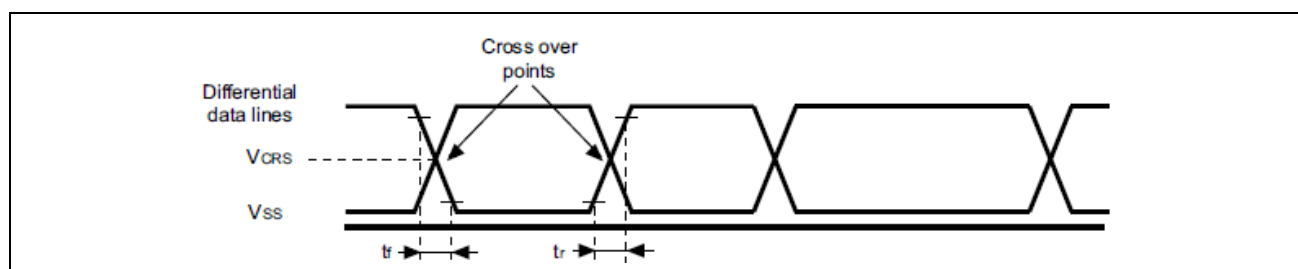 Cross over
points
Differential
data lines
VCRS
VSS
tf
tr